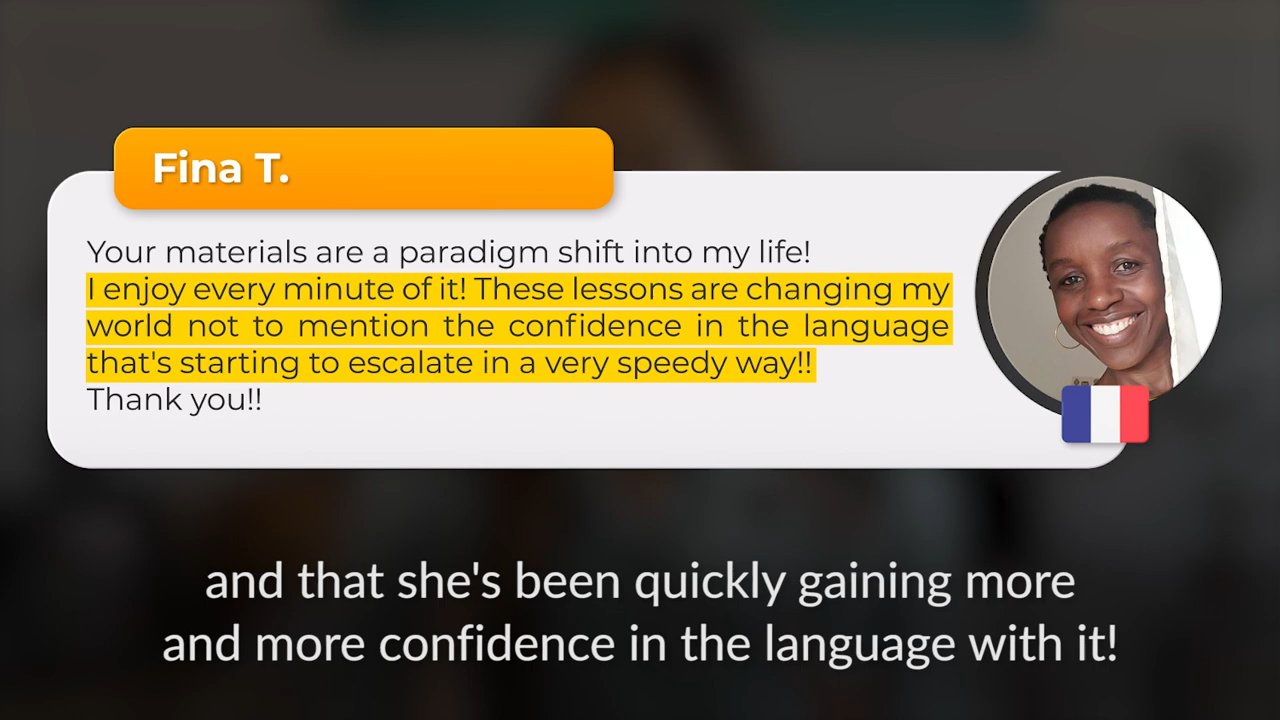 Fina T.
Your materials are a paradigm shift into my life!
I enjoy every minute of it! These lessons are changing my
world not to mention the confidence in the language
that's starting to escalate in a very speedy way!!
Thank you!!
and that she's been quickly gaining more
and more confidence in the language with it!